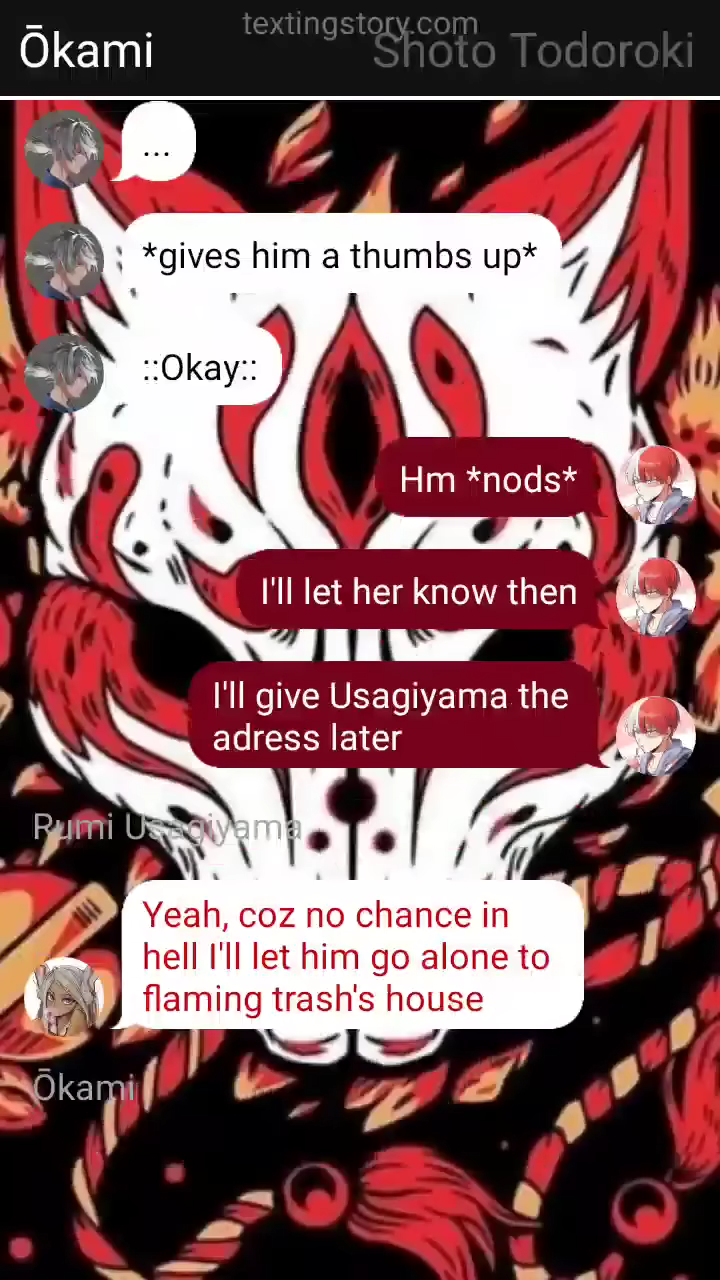 textingstory.com
Ōkami
Shoto Todoroki
...
*gives him a thumbs up*
::Okay::
Hm *nods*
I'll let her know then
I'll give Usagiyama the
adress later
Rumi Usagiyama
Yeah, coz no chance in
hell I'll let him go alone to
flaming trash's house
Ōkami